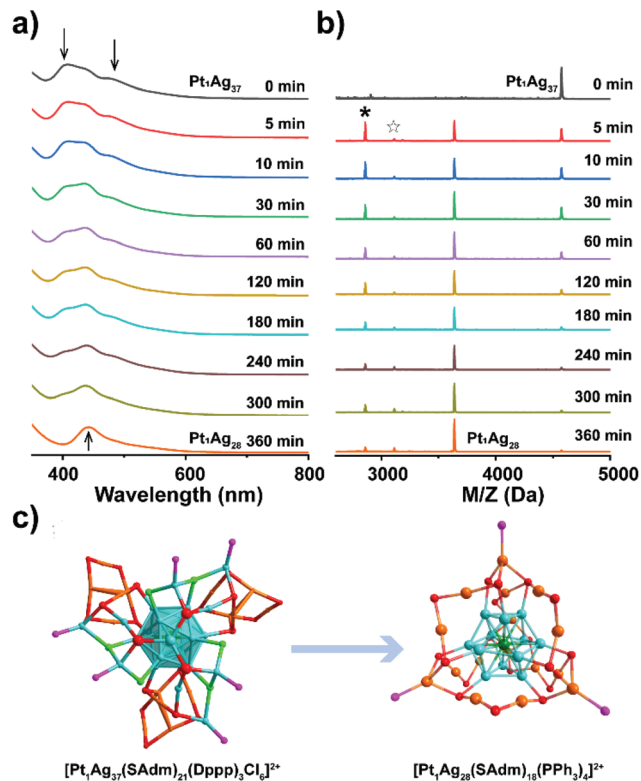 a)
Pt₁Ag₃₇ 0 min
5 min
10 min
30 min
60 min
120 min
180 min
240 min
300 min
Pt₁Ag₂₈ 360 min
400 600 800
Wavelength (nm)
b)
Pt₁Ag₃₇ 0 min
* ☆ 5 min
10 min
30 min
60 min
120 min
180 min
240 min
300 min
Pt₁Ag₂₈ 360 min
3000 4000 5000
M/Z (Da)
c)
[Pt₁Ag₃₇(SAdm)₂₁(Dppp)₃Cl₆]²⁺
[Pt₁Ag₂₈(SAdm)₁₈(PPh₃)₄]²⁺